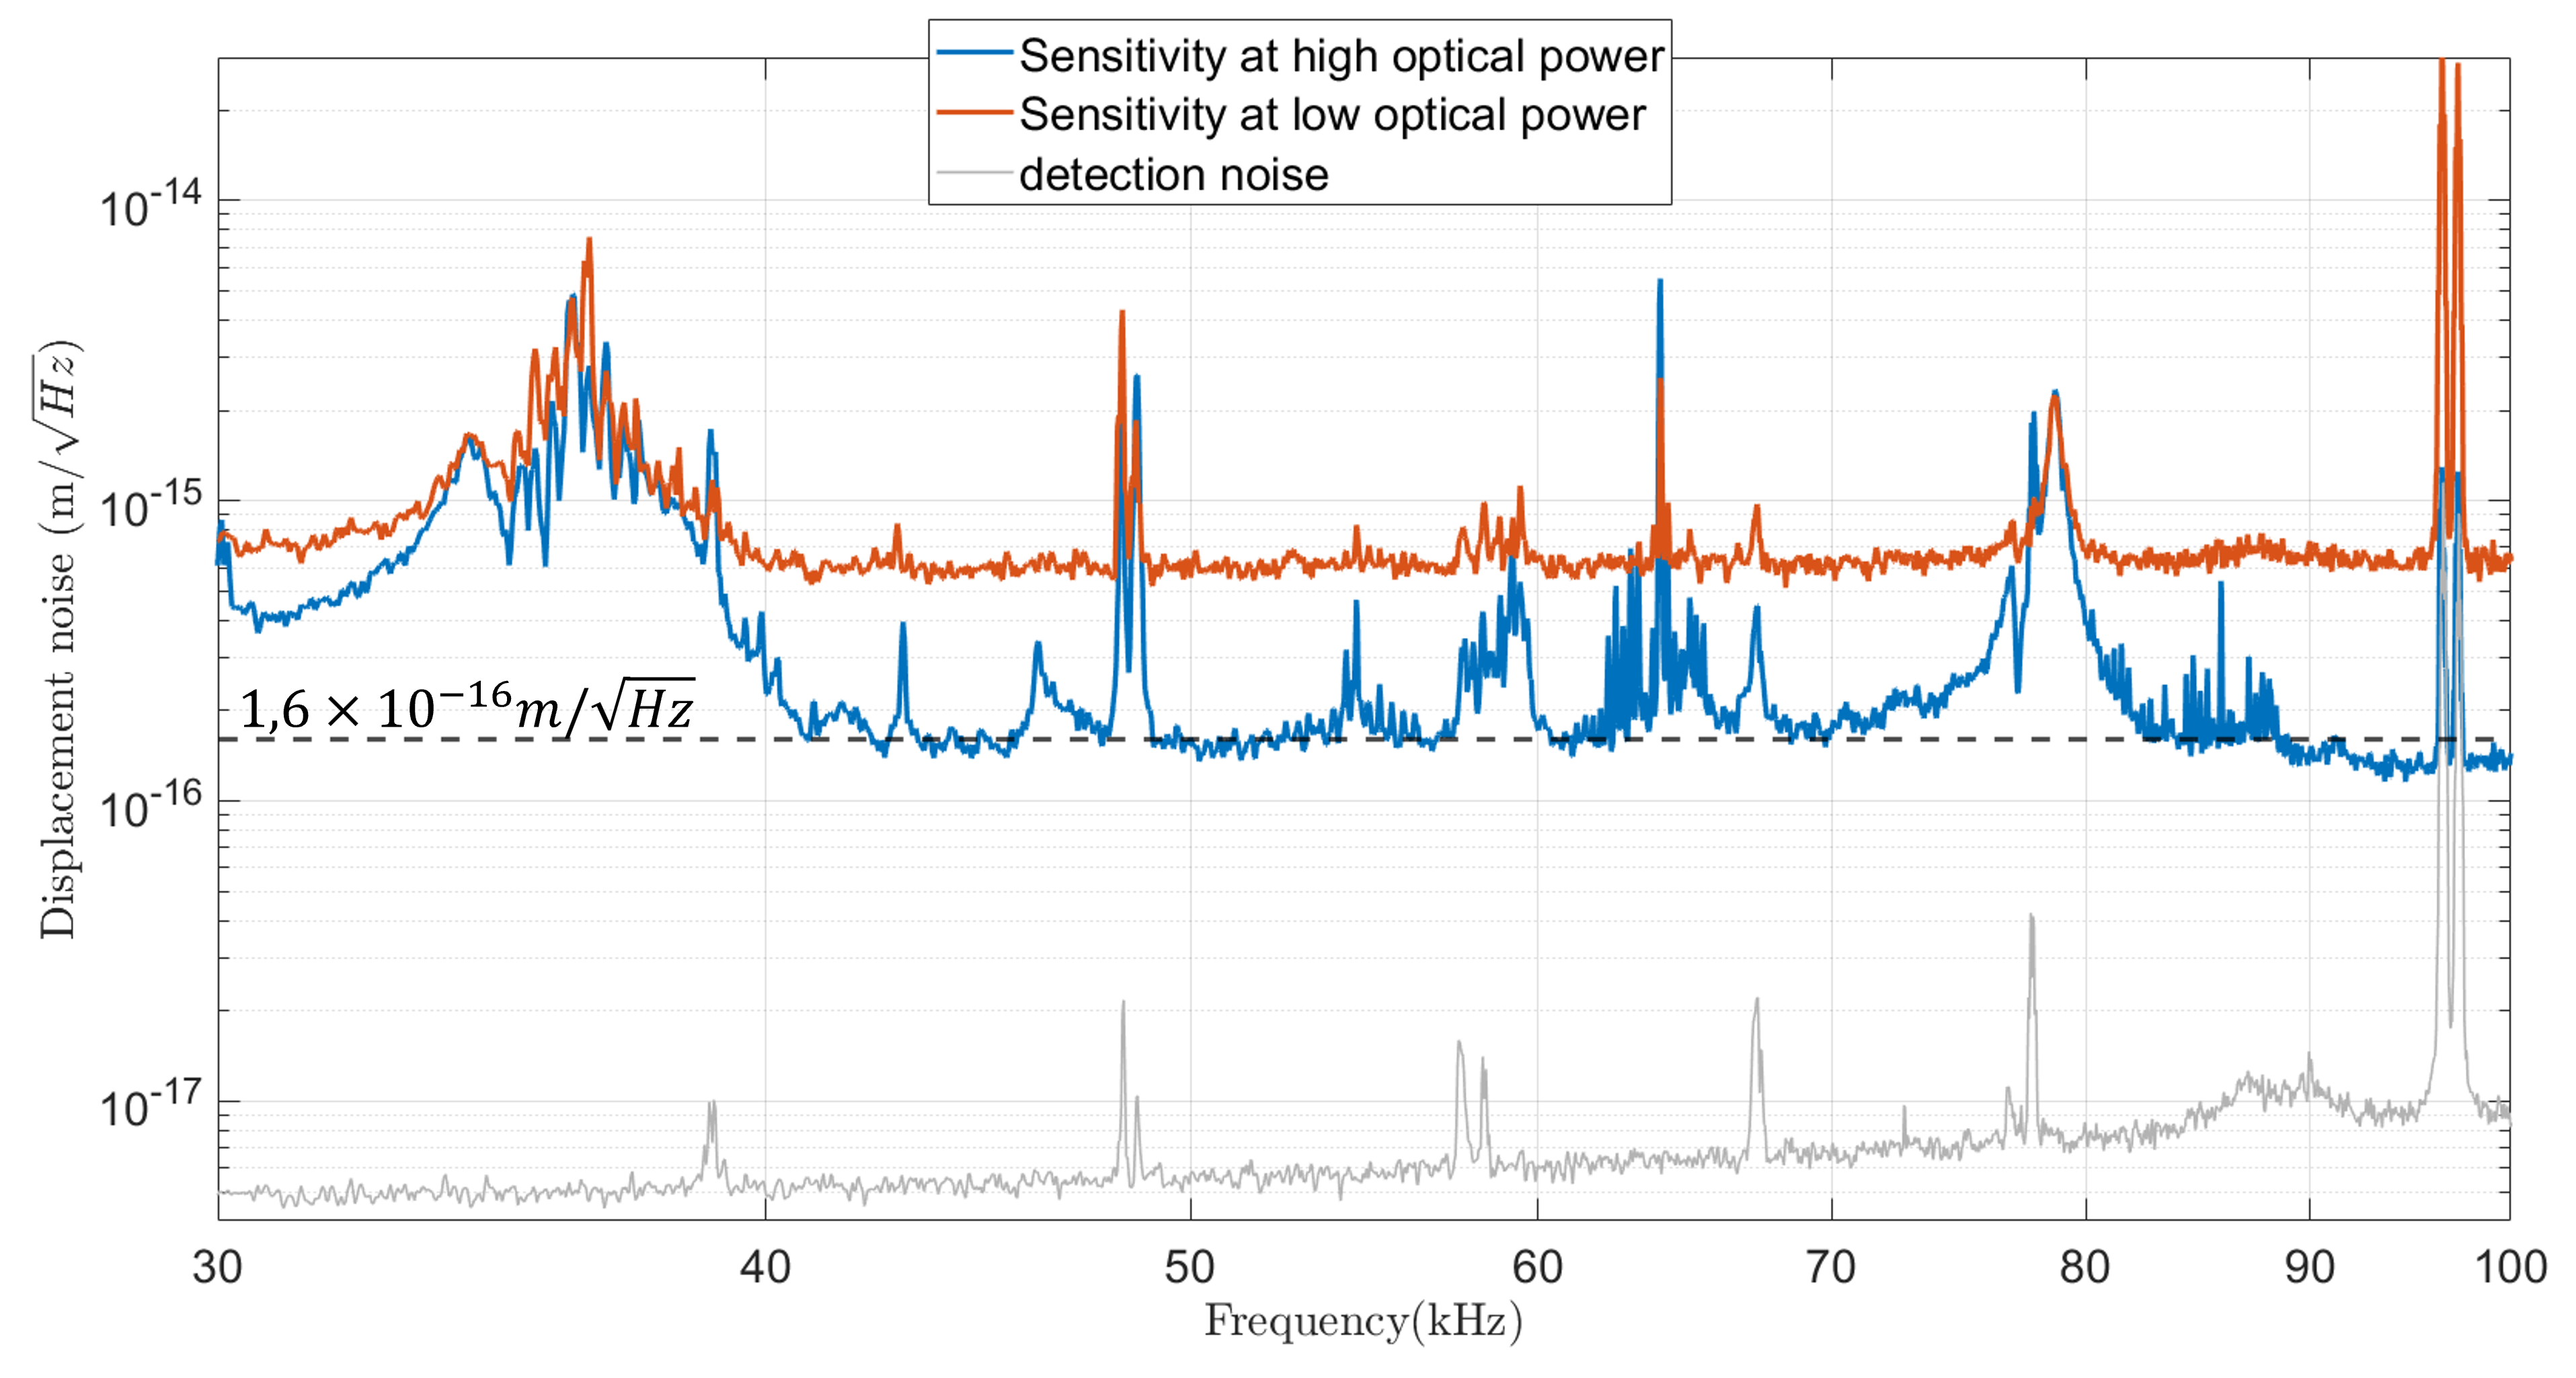 Sensitivity at high optical power
Sensitivity at low optical power
detection noise
Displacement noise (m/√Hz)
10⁻¹⁴
10⁻¹⁵
1,6 × 10⁻¹⁶m/√Hz
10⁻¹⁶
10⁻¹⁷
30 40 50 60 70 80 90 100
Frequency(kHz)